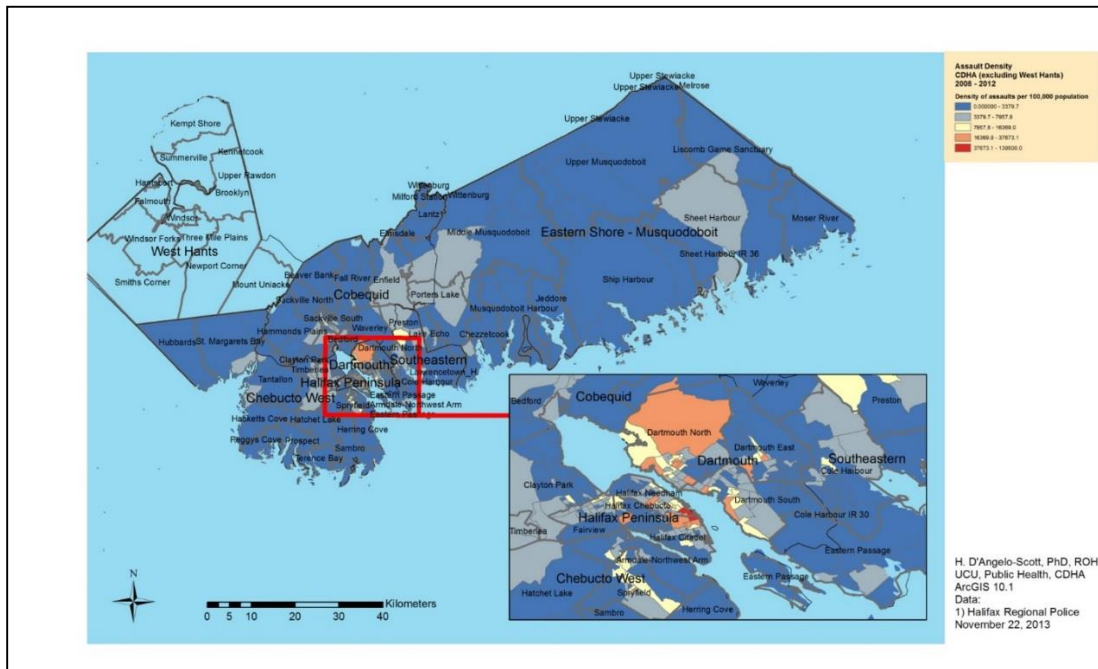 Assault Density
CDHA (excluding West Hants)
2008 - 2012
Density of assaults per 100,000 population
0.000000 - 3379.7
3379.7 - 7957.8
7957.8 - 16369.0
16369.0 - 37673.1
Upper Stewiacke
Upper Stewiacke
Melrose
Upper Stewiacke
Kempt Shore
Summerville
Kennetcook
Upper Rawdon
Hantsport
Brooklyn
Falmouth
Windsor
Windsor Forks
Three Mile Plains
West Hants
Newport Corner
Smiths Corner
Mount Uniacke
Liscomb Game Sanctuary
Upper Musquodoboit
Wittenburg
Milford Station
Wittenburg
Lantz
Elmsdale
Middle Musquodoboit
Eastern Shore - Musquodoboit
Sheet Harbour
Moser River
Sheet Harbour IR 36
Ship Harbour
Beaver Bank
Fall River
Enfield
Cobequid
Porters Lake
Jeddore
Musquodoboit Harbour
Sackville North
Sackville South
Preston
Waverley
Lake Echo
Chezzetcook
Hammonds Plains
Bedford
Hubbards
St. Margarets Bay
Dartmouth North
Clayton Park
Dartmouth
Southeastern
Timberlea
Lawrencetown_H
Tantallon
Halifax Peninsula
Cole Harbour
Chebucto West
Eastern Passage
Spryfield
Armdale-Northwest Arm
Eastern Passage
Hacketts Cove
Hatchet Lake
Herring Cove
Peggys Cove
Prospect
Sambro
Terence Bay
Waverley
Bedford
Cobequid
Preston
Dartmouth North
Dartmouth East
Dartmouth
Southeastern
Cole Harbour
Clayton Park
Halifax Needham
Halifax Chebucto
Dartmouth South
Halifax Peninsula
Cole Harbour IR 30
Timberlea
Fairview
Halifax Citadel
Eastern Passage
Armdale-Northwest Arm
Chebucto West
Eastern Passage
Hatchet Lake
Spryfield
Sambro
Herring Cove
N
Kilometers
0 5 10 20 30 40
H. D'Angelo-Scott, PhD, ROH
UCU, Public Health, CDHA
ArcGIS 10.1
Data:
1) Halifax Regional Police
November 22, 2013